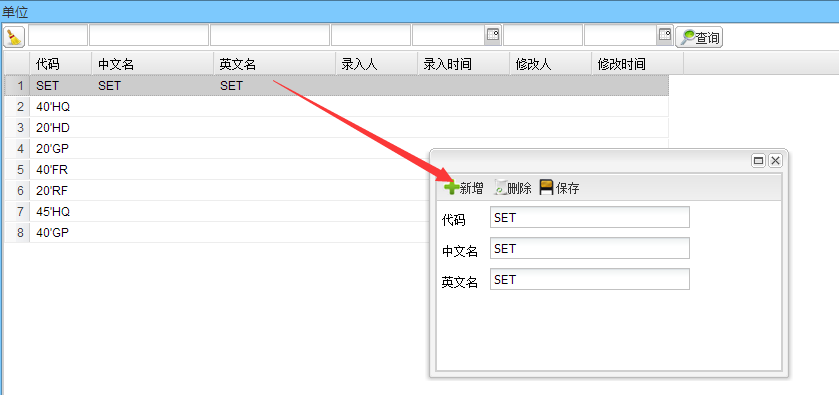 单位
查询
代码 中文名 英文名 录入人 录入时间 修改人 修改时间
1 SET SET SET
2 40'HQ
3 20'HD
4 20'GP
5 40'FR
6 20'RF
7 45'HQ
8 40'GP
新增 删除 保存
代码 SET
中文名 SET
英文名 SET